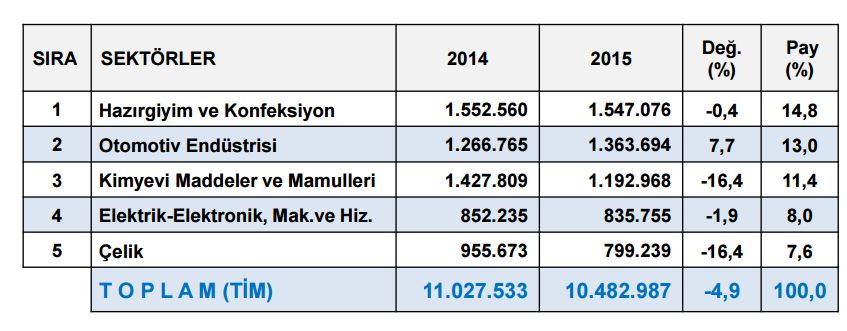 SIRA SEKTÖRLER 2014 2015 Değ. (%) Pay (%)
1 Hazırgiyim ve Konfeksiyon 1.552.560 1.547.076 -0,4 14,8
2 Otomotiv Endüstrisi 1.266.765 1.363.694 7,7 13,0
3 Kimyevi Maddeler ve Mamulleri 1.427.809 1.192.968 -16,4 11,4
4 Elektrik-Elektronik, Mak.ve Hiz. 852.235 835.755 -1,9 8,0
5 Çelik 955.673 799.239 -16,4 7,6
T O P L A M (TİM) 11.027.533 10.482.987 -4,9 100,0